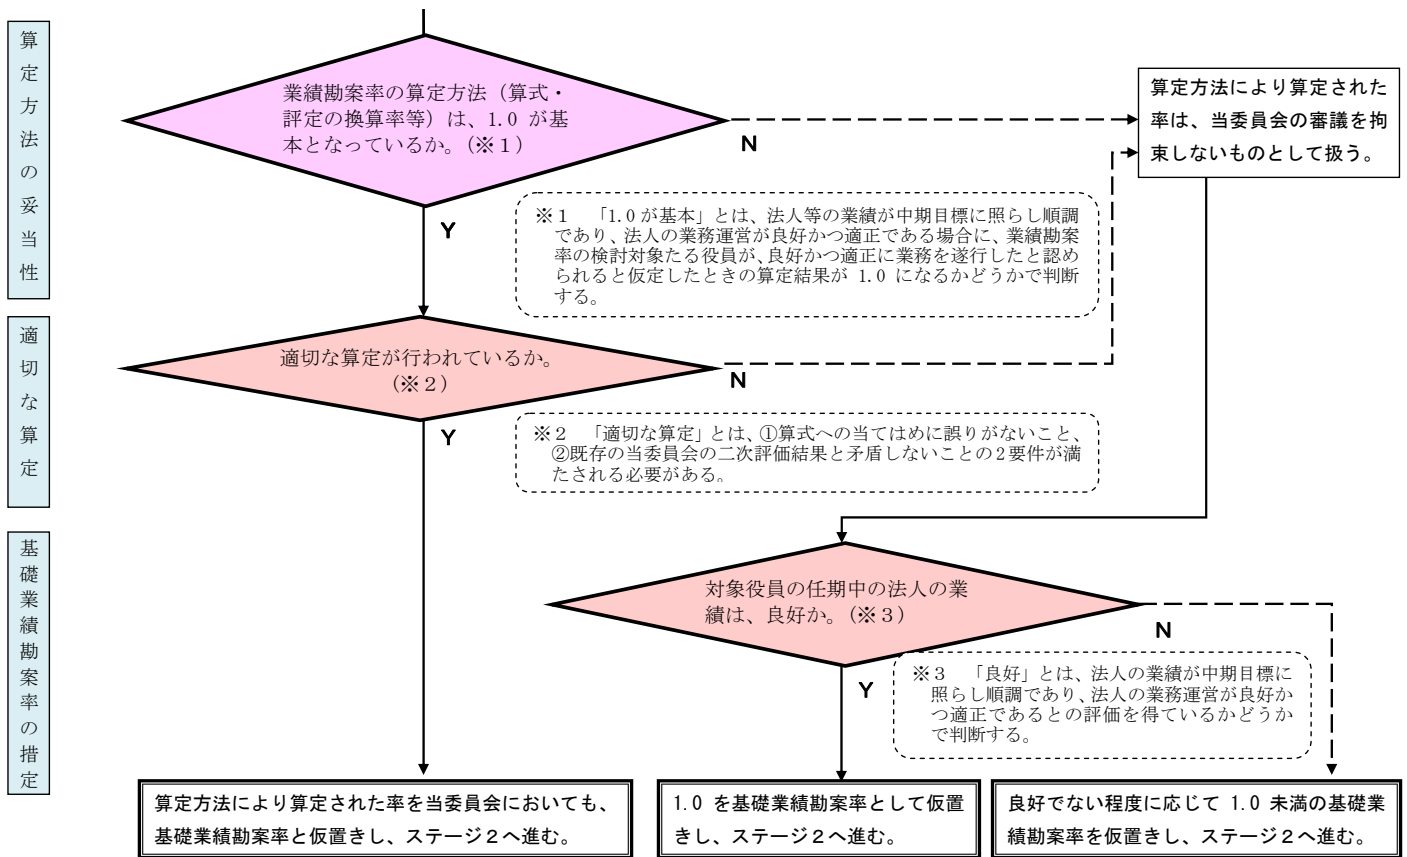 算定方法の妥当性
業績勘案率の算定方法（算式・
評定の換算率等）は、1.0 が基
本となっているか。（※１）
N
Y
算定方法により算定された
率は、当委員会の審議を拘
束しないものとして扱う。
※１　「1.0 が基本」とは、法人等の業績が中期目標に照らし順調
であり、法人の業務運営が良好かつ適正である場合に、業績勘案
率の検討対象たる役員が、良好かつ適正に業務を遂行したと認め
られると仮定したときの算定結果が 1.0 になるかどうかで判断
する。
適切な算定
適切な算定が行われているか。
（※２）
N
Y
※２　「適切な算定」とは、①算式への当てはめに誤りがないこと、
②既存の当委員会の二次評価結果と矛盾しないことの２要件が満
たされる必要がある。
基礎業績勘案率の措定
対象役員の任期中の法人の業
績は、良好か。（※３）
N
Y
※３　「良好」とは、法人の業績が中期目標に
照らし順調であり、法人の業務運営が良好か
つ適正であるとの評価を得ているかどうか
で判断する。
算定方法により算定された率を当委員会においても、
基礎業績勘案率と仮置きし、ステージ２へ進む。
1.0 を基礎業績勘案率として仮置
きし、ステージ２へ進む。
良好でない程度に応じて 1.0 未満の基礎業
績勘案率を仮置きし、ステージ２へ進む。